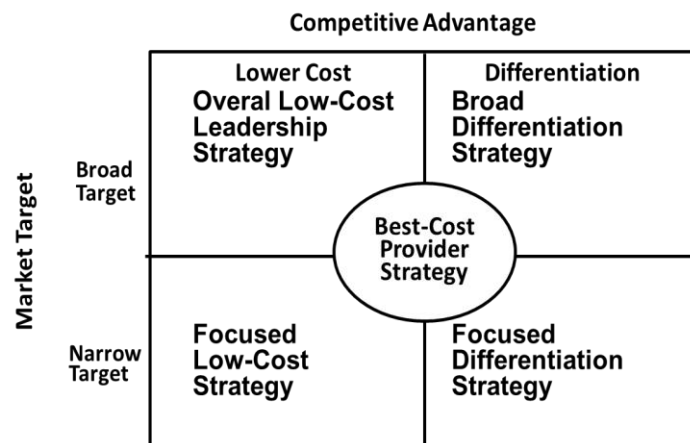 Competitive Advantage
Lower Cost
Differentiation
Overal Low-Cost
Leadership
Strategy
Broad
Differentiation
Strategy
Market Target
Broad
Target
Best-Cost
Provider
Strategy
Narrow
Target
Focused
Low-Cost
Strategy
Focused
Differentiation
Strategy